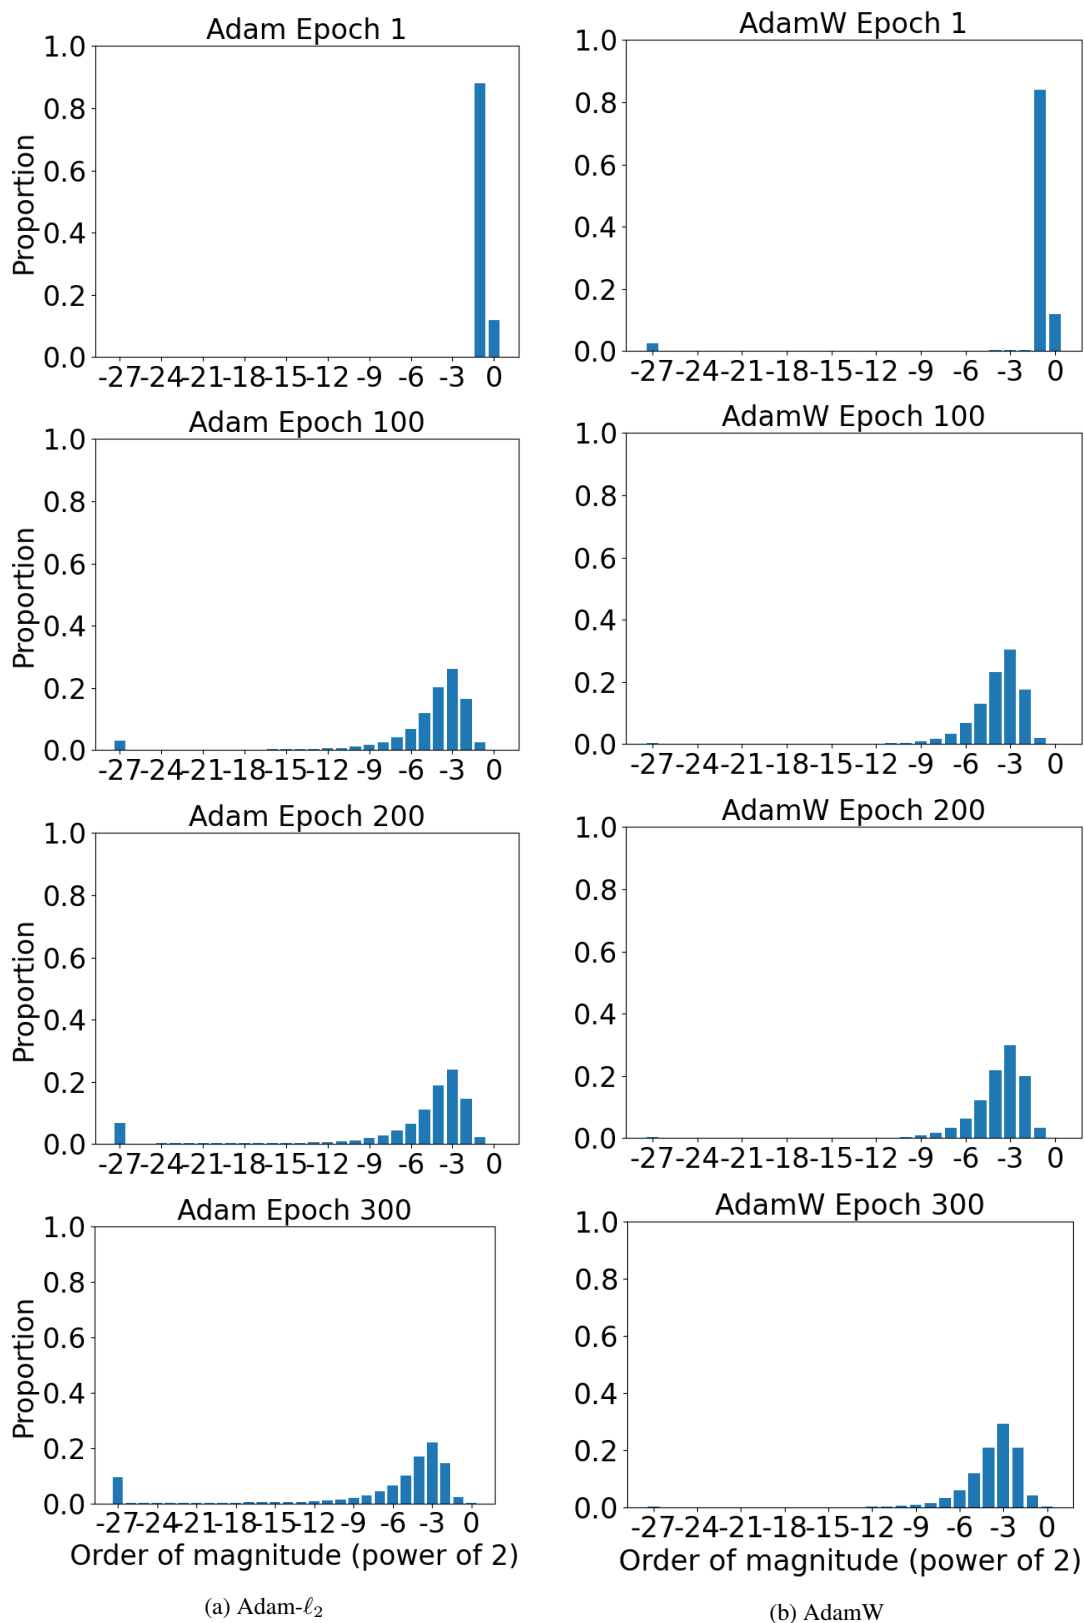 Adam Epoch 1
AdamW Epoch 1
1.0
0.8
0.6
0.4
0.2
0.0
Proportion
-27 -24 -21 -18 -15 -12 -9 -6 -3 0
1.0
0.8
0.6
0.4
0.2
0.0
-27 -24 -21 -18 -15 -12 -9 -6 -3 0
Adam Epoch 100
AdamW Epoch 100
1.0
0.8
0.6
0.4
0.2
0.0
Proportion
-27 -24 -21 -18 -15 -12 -9 -6 -3 0
1.0
0.8
0.6
0.4
0.2
0.0
-27 -24 -21 -18 -15 -12 -9 -6 -3 0
Adam Epoch 200
AdamW Epoch 200
1.0
0.8
0.6
0.4
0.2
0.0
Proportion
-27 -24 -21 -18 -15 -12 -9 -6 -3 0
1.0
0.8
0.6
0.4
0.2
0.0
-27 -24 -21 -18 -15 -12 -9 -6 -3 0
Adam Epoch 300
AdamW Epoch 300
1.0
0.8
0.6
0.4
0.2
0.0
Proportion
-27 -24 -21 -18 -15 -12 -9 -6 -3 0
Order of magnitude (power of 2)
1.0
0.8
0.6
0.4
0.2
0.0
-27 -24 -21 -18 -15 -12 -9 -6 -3 0
Order of magnitude (power of 2)
(a) Adam-ℓ₂
(b) AdamW